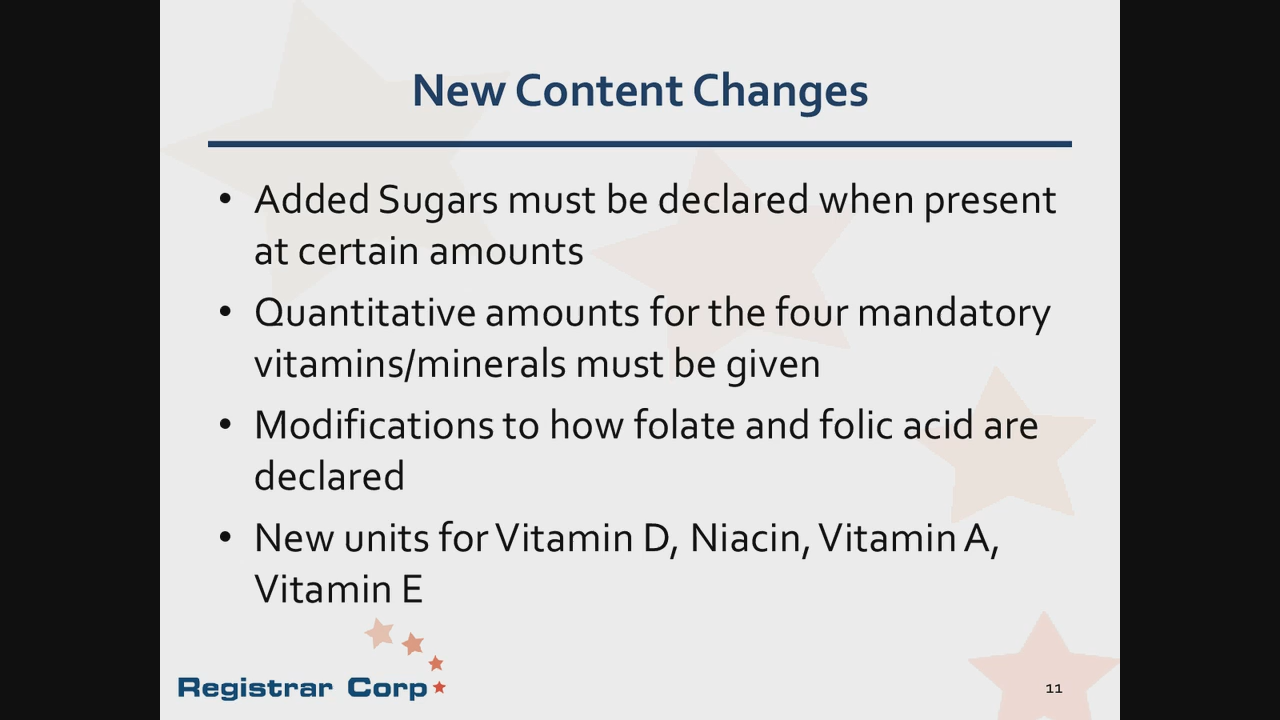 New Content Changes
• Added Sugars must be declared when present
at certain amounts
• Quantitative amounts for the four mandatory
vitamins/minerals must be given
• Modifications to how folate and folic acid are
declared
• New units for Vitamin D, Niacin, Vitamin A,
Vitamin E
Registrar Corp
11